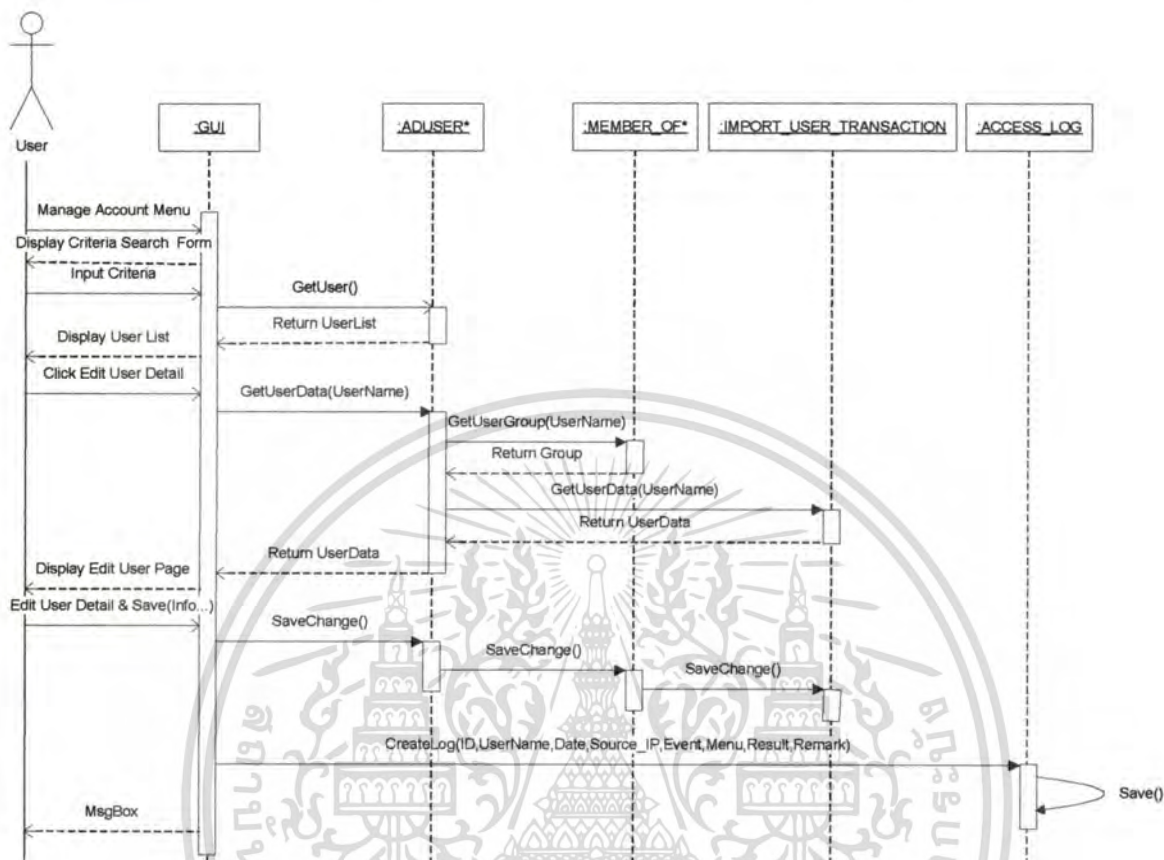 User
:GUI
:ADUSER*
:MEMBER_OF*
:IMPORT_USER_TRANSACTION
:ACCESS_LOG
Manage Account Menu
Display Criteria Search Form
Input Criteria
GetUser()
Return UserList
Display User List
Click Edit User Detail
GetUserData(UserName)
GetUserGroup(UserName)
Return Group
GetUserData(UserName)
Return UserData
Return UserData
Display Edit User Page
Edit User Detail & Save(Info...)
SaveChange()
SaveChange()
SaveChange()
CreateLog(ID,UserName,Date,Source_IP,Event,Menu,Result,Remark)
Save()
MsgBox